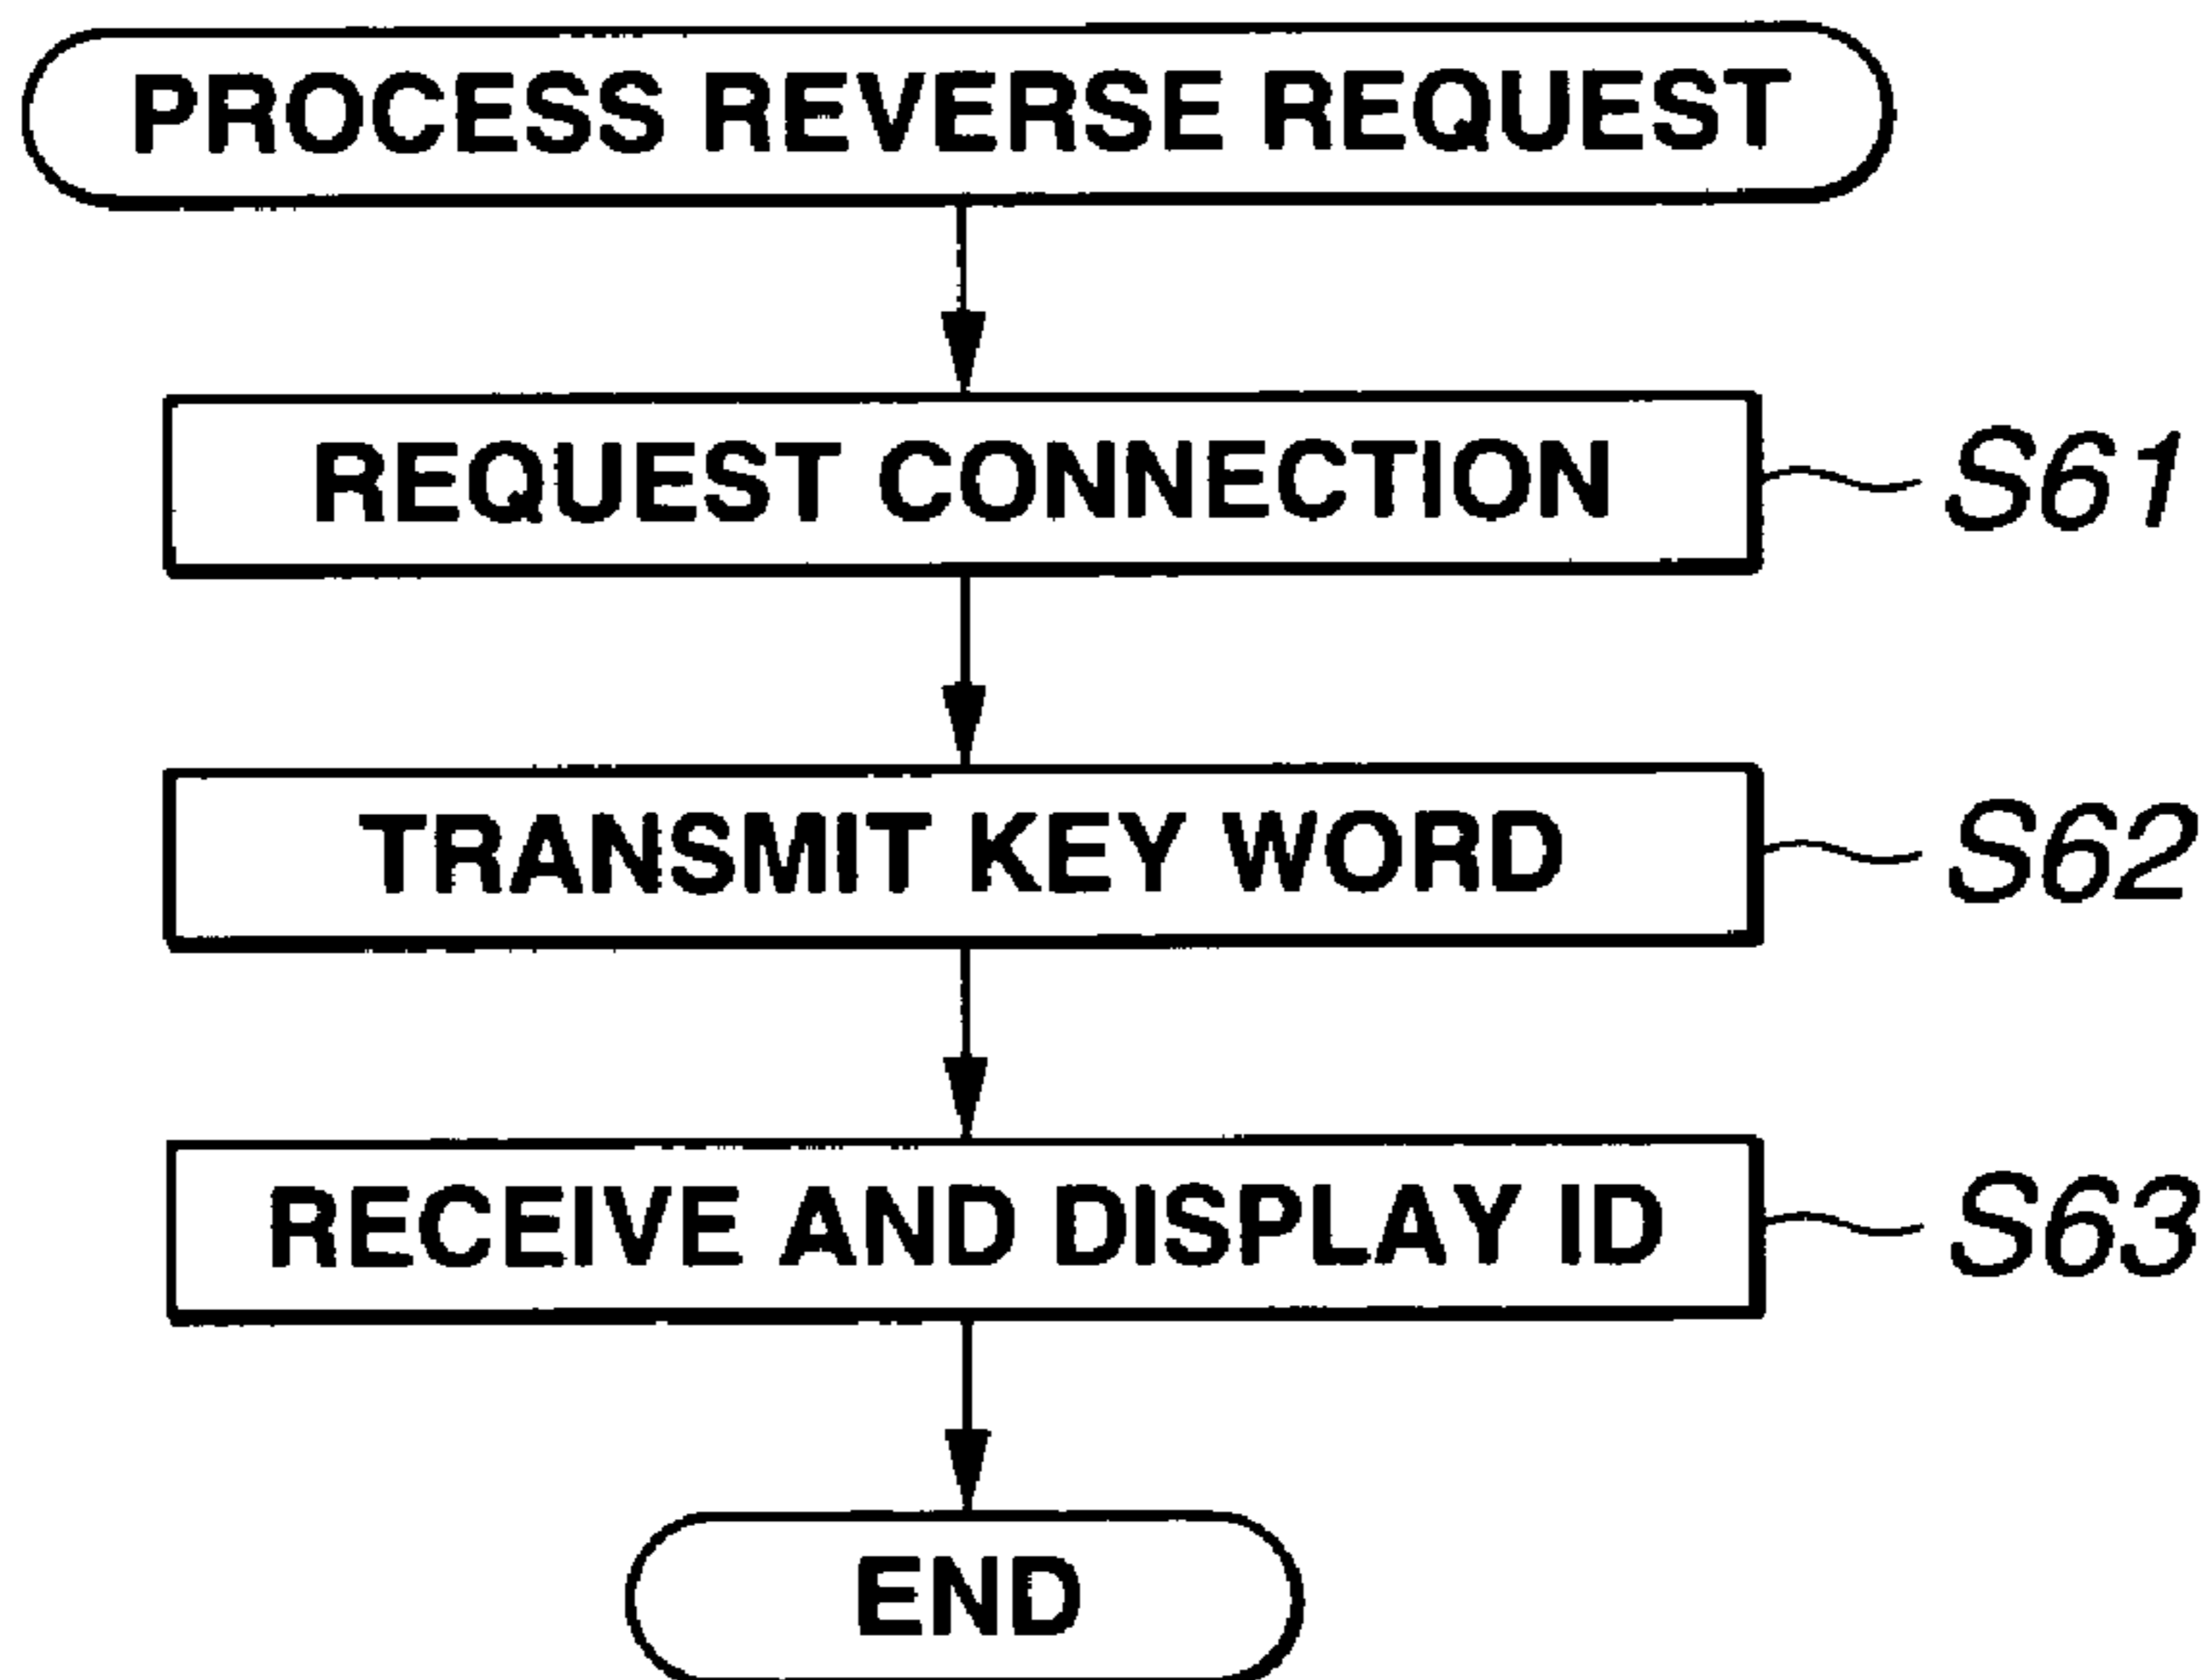 PROCESS REVERSE REQUEST
REQUEST CONNECTION S61
TRANSMIT KEY WORD S62
RECEIVE AND DISPLAY ID S63
END